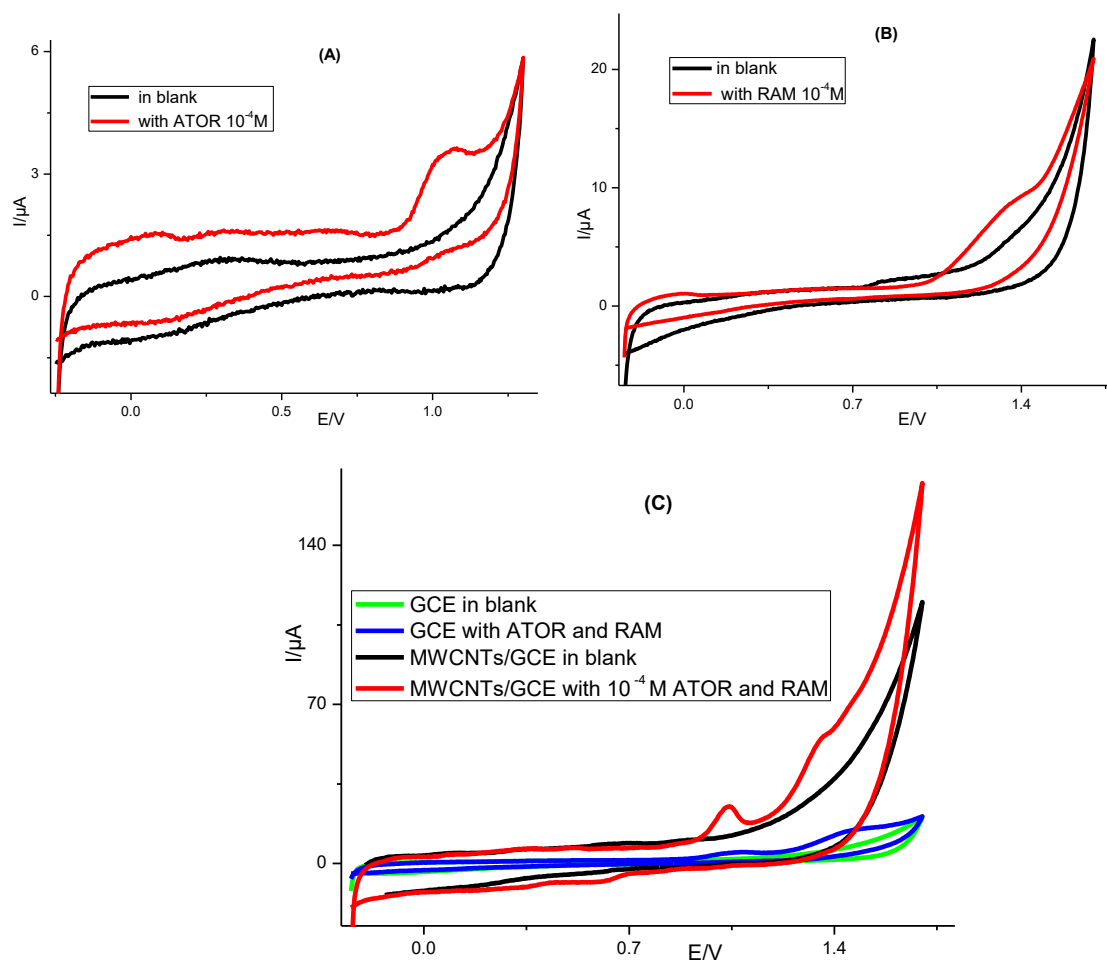 (A)
in blank
with ATOR 10⁻⁴M
I/µA
6
3
0
0.0
0.5
1.0
E/V
(B)
in blank
with RAM 10⁻⁴M
I/µA
20
10
0
0.0
0.7
1.4
E/V
(C)
GCE in blank
GCE with ATOR and RAM
MWCNTs/GCE in blank
MWCNTs/GCE with 10⁻⁴ M ATOR and RAM
I/µA
140
70
0
0.0
0.7
1.4
E/V